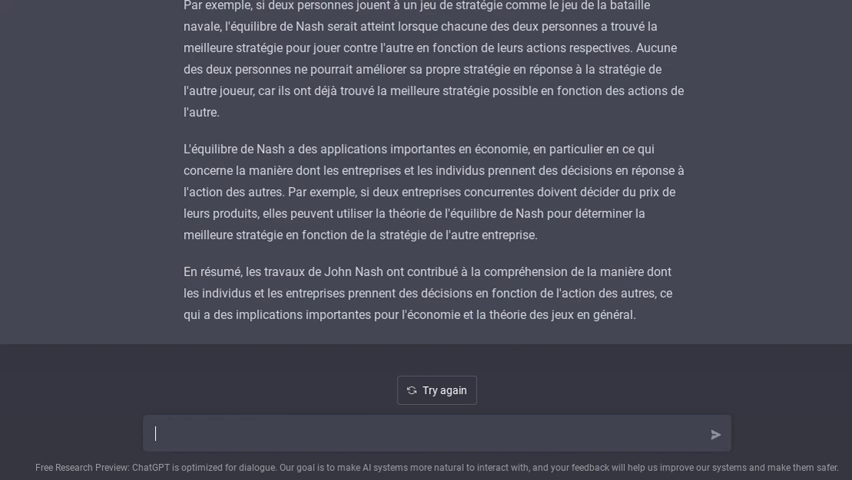 Par exemple, si deux personnes jouent à un jeu de stratégie comme le jeu de la bataille
navale, l'équilibre de Nash serait atteint lorsque chacune des deux personnes a trouvé la
meilleure stratégie pour jouer contre l'autre en fonction de leurs actions respectives. Aucune
des deux personnes ne pourrait améliorer sa propre stratégie en réponse à la stratégie de
l'autre joueur, car ils ont déjà trouvé la meilleure stratégie possible en fonction des actions de
l'autre.
L'équilibre de Nash a des applications importantes en économie, en particulier en ce qui
concerne la manière dont les entreprises et les individus prennent des décisions en réponse à
l'action des autres. Par exemple, si deux entreprises concurrentes doivent décider du prix de
leurs produits, elles peuvent utiliser la théorie de l'équilibre de Nash pour déterminer la
meilleure stratégie en fonction de la stratégie de l'autre entreprise.
En résumé, les travaux de John Nash ont contribué à la compréhension de la manière dont
les individus et les entreprises prennent des décisions en fonction de l'action des autres, ce
qui a des implications importantes pour l'économie et la théorie des jeux en général.
Try again
Free Research Preview: ChatGPT is optimized for dialogue. Our goal is to make AI systems more natural to interact with, and your feedback will help us improve our systems and make them safer.